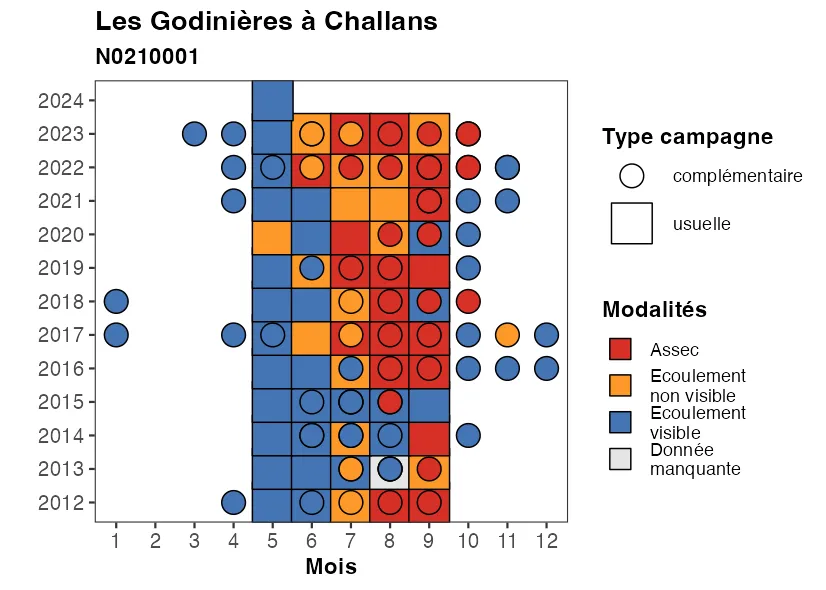 Les Godinières à Challans
N0210001
2024
2023
2022
2021
2020
2019
2018
2017
2016
2015
2014
2013
2012
1 2 3 4 5 6 7 8 9 10 11 12
Mois
Type campagne
complémentaire
usuelle
Modalités
Assec
Ecoulement
non visible
Ecoulement
visible
Donnée
manquante